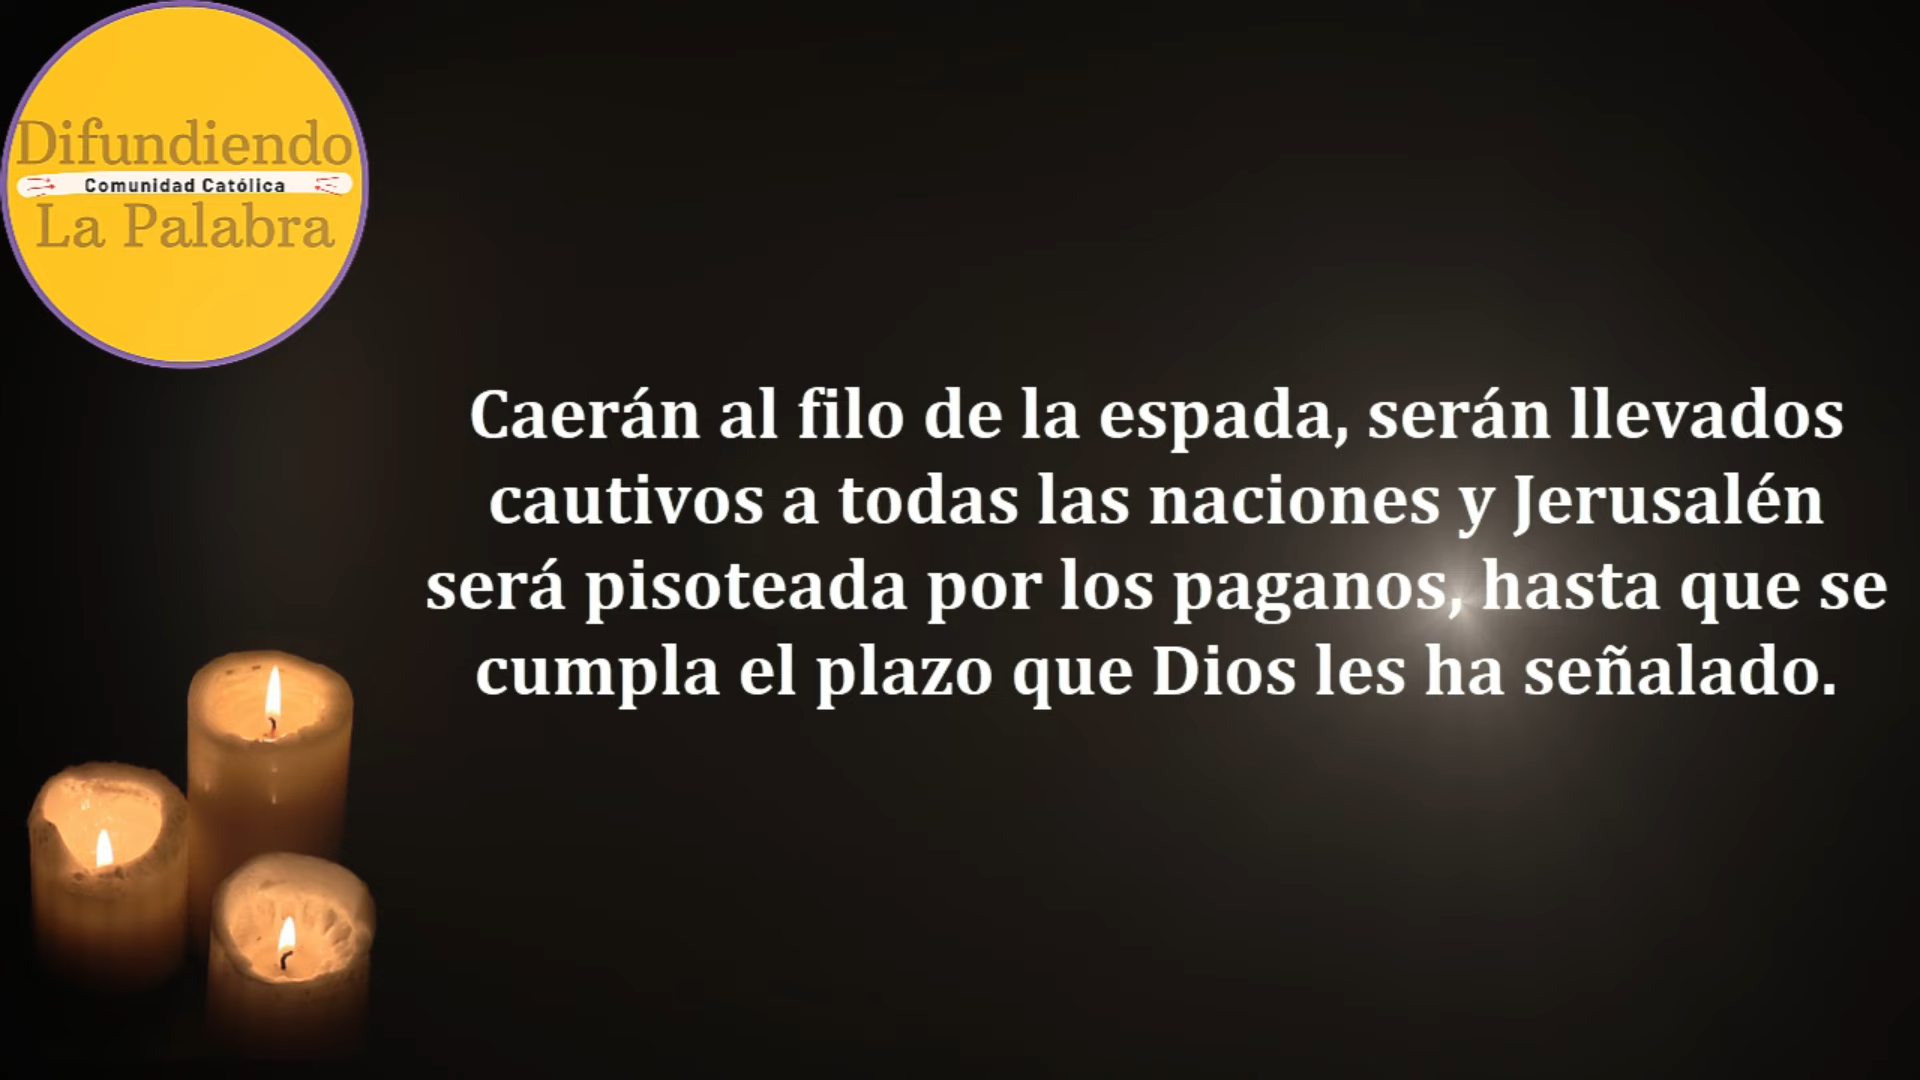 Difundiendo
Comunidad Católica
La Palabra
Caerán al filo de la espada, serán llevados
cautivos a todas las naciones y Jerusalén
será pisoteada por los paganos, hasta que se
cumpla el plazo que Dios les ha señalado.